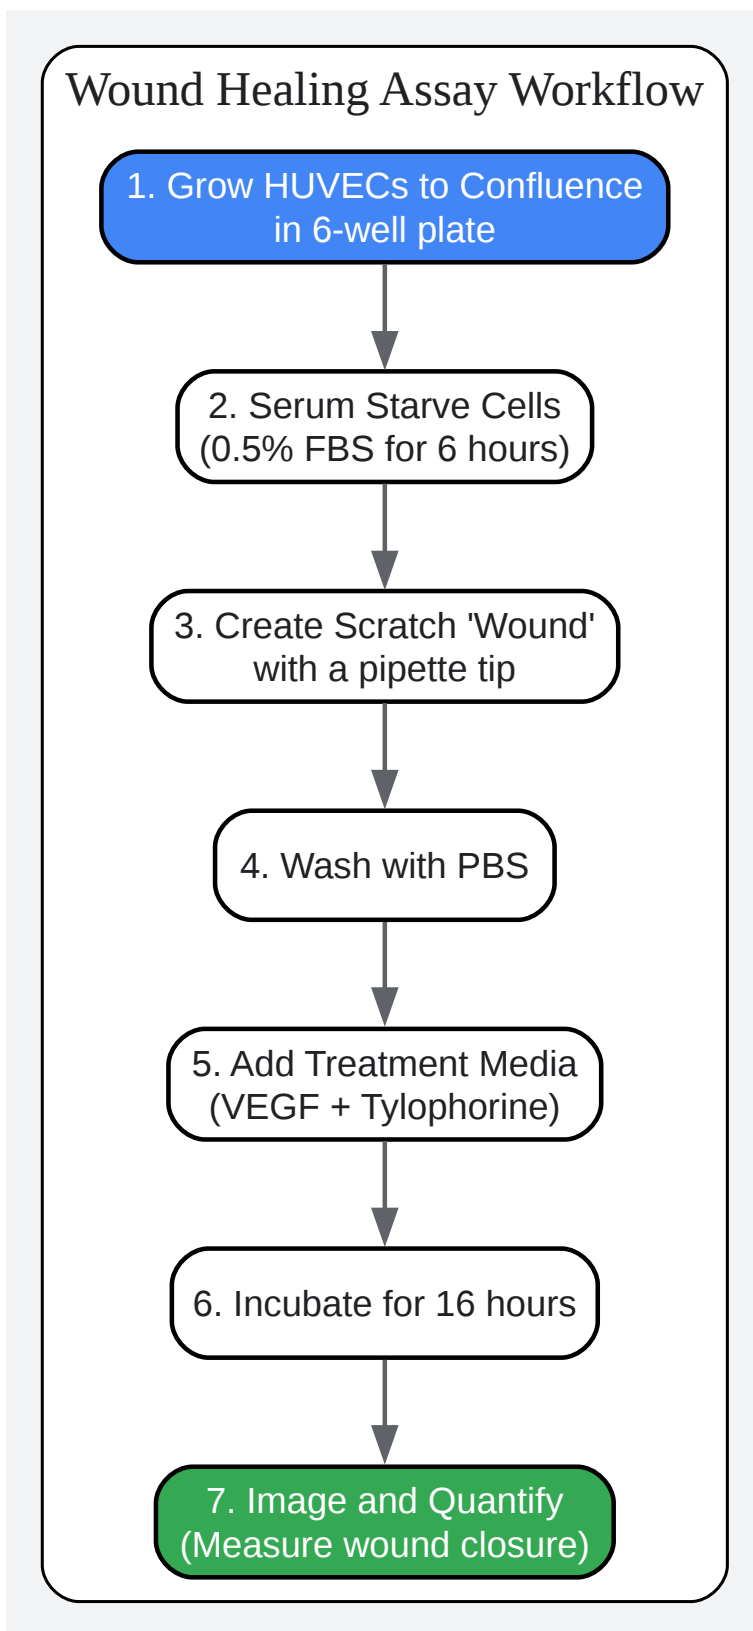 Wound Healing Assay Workflow
1. Grow HUVECs to Confluence
in 6-well plate
2. Serum Starve Cells
(0.5% FBS for 6 hours)
3. Create Scratch 'Wound'
with a pipette tip
4. Wash with PBS
5. Add Treatment Media
(VEGF + Tylophorine)
6. Incubate for 16 hours
7. Image and Quantify
(Measure wound closure)